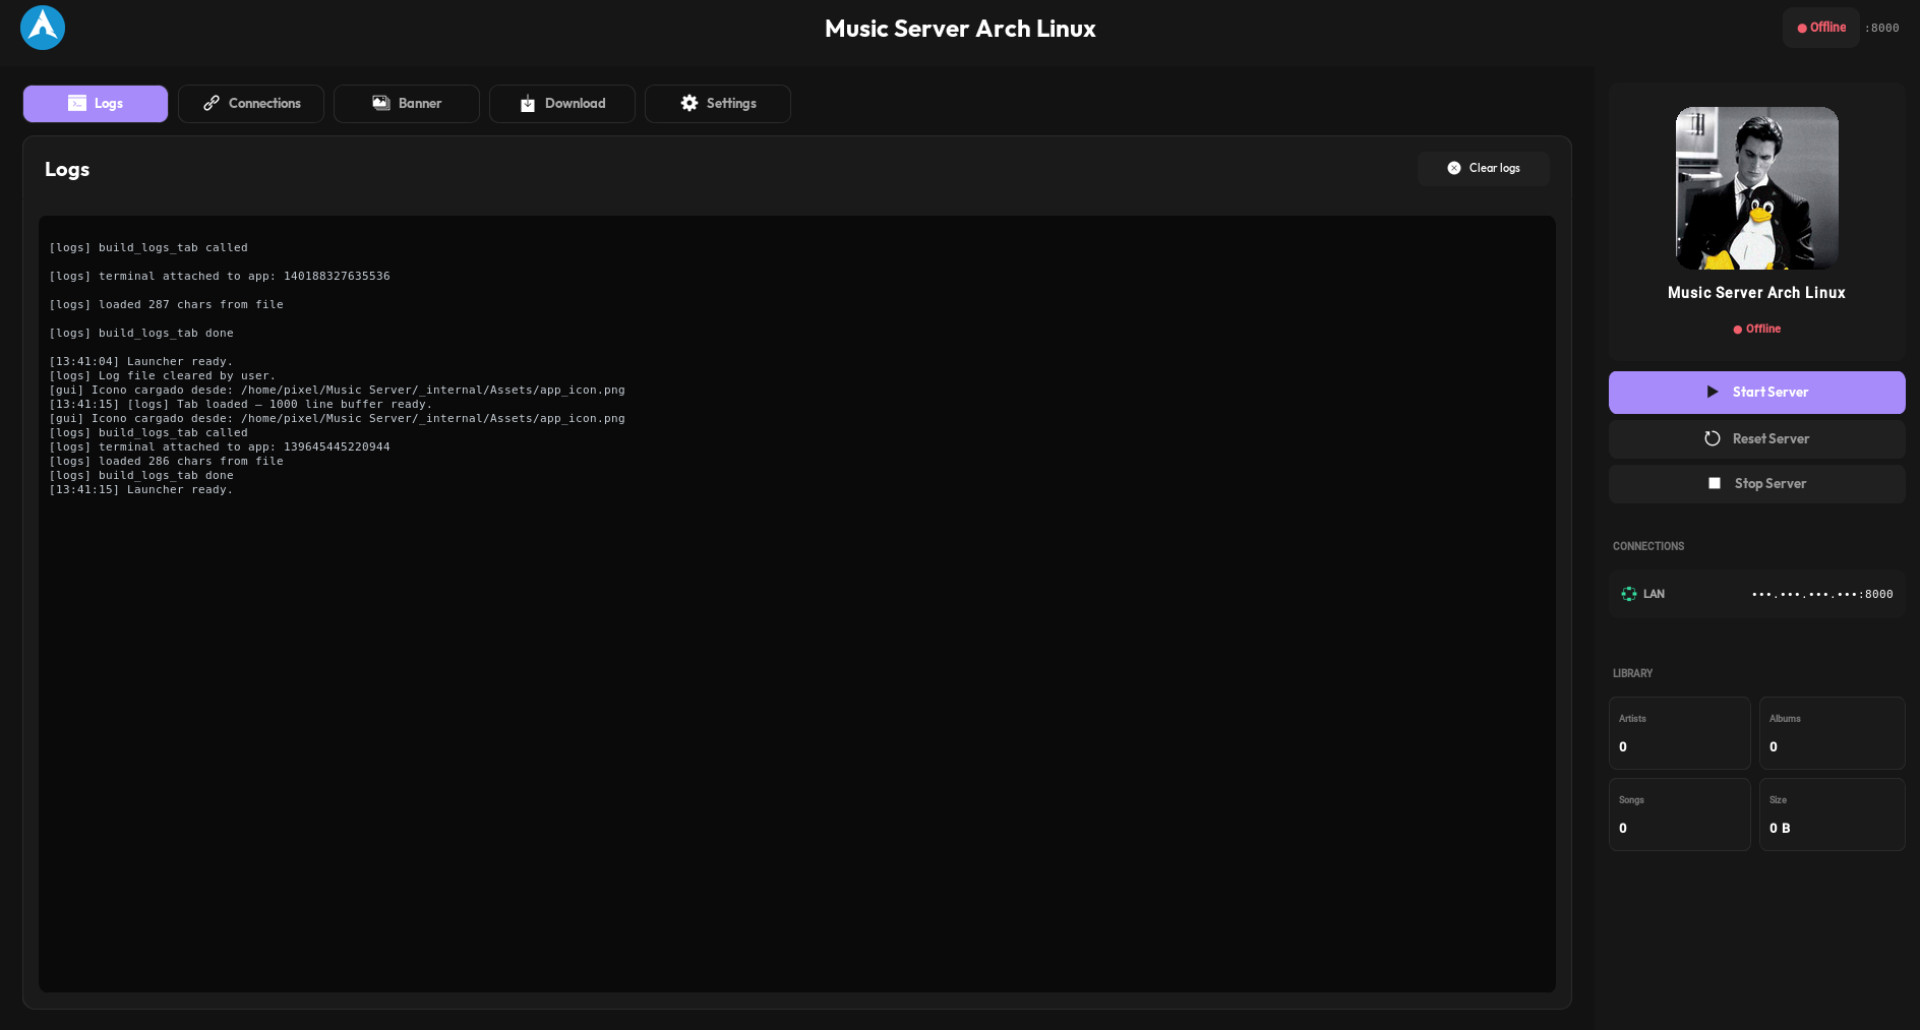 Music Server Arch Linux
Offline :8000
Logs
Connections
Banner
Download
Settings
Logs
Clear logs
[logs] build_logs_tab called
[logs] terminal attached to app: 140188327635536
[logs] loaded 287 chars from file
[logs] build_logs_tab done
[13:41:04] Launcher ready.
[logs] Log file cleared by user.
[gui] Icono cargado desde: /home/pixel/Music Server/_internal/Assets/app_icon.png
[13:41:15] [logs] Tab loaded — 1000 line buffer ready.
[gui] Icono cargado desde: /home/pixel/Music Server/_internal/Assets/app_icon.png
[logs] build_logs_tab called
[logs] terminal attached to app: 139645445220944
[logs] loaded 286 chars from file
[logs] build_logs_tab done
[13:41:15] Launcher ready.
Music Server Arch Linux
Offline
Start Server
Reset Server
Stop Server
CONNECTIONS
LAN •••.•••.•••.•••:8000
LIBRARY
Artists
0
Albums
0
Songs
0
Size
0 B